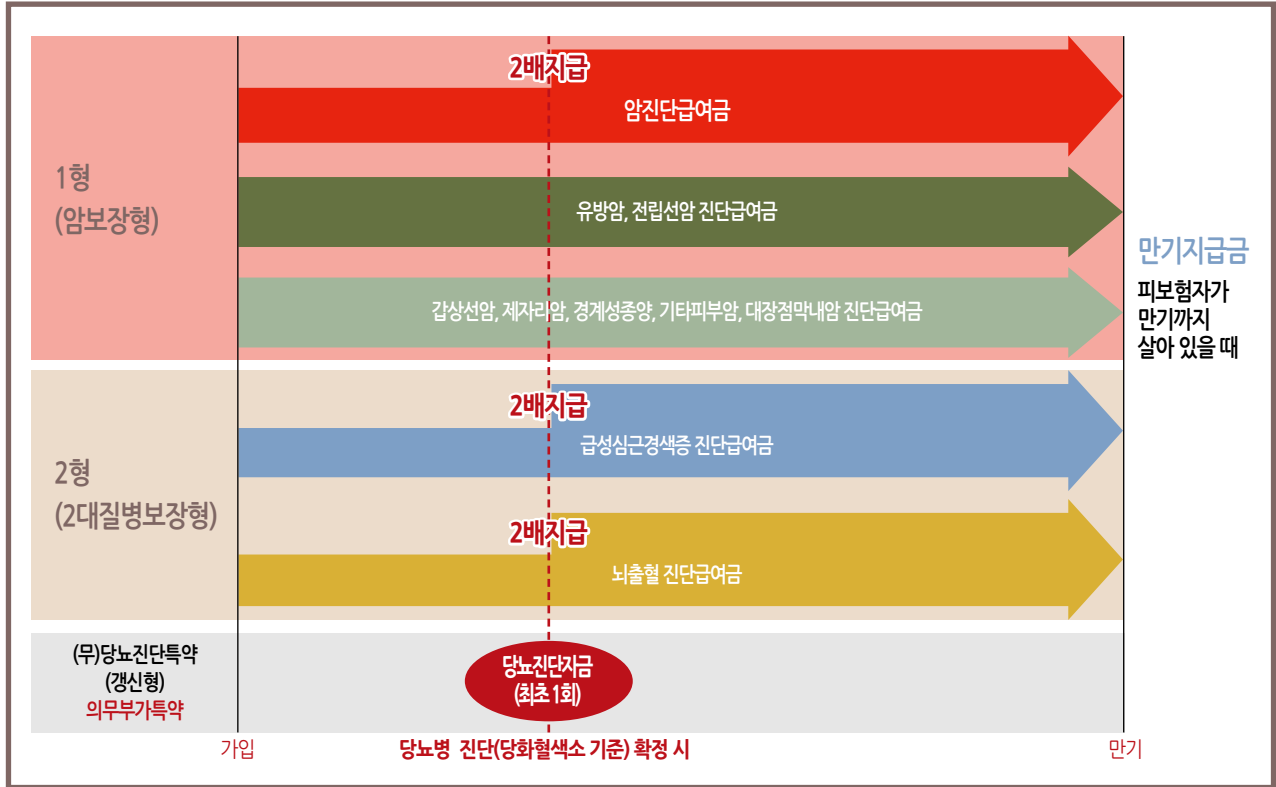 2배지급
암진단급여금
1형
(암보장형)
유방암, 전립선암 진단급여금
갑상선암, 제자리암, 경계성종양, 기타피부암, 대장점막내암 진단급여금
만기지급금
피보험자가
만기까지
살아 있을 때
2배지급
급성심근경색증 진단급여금
2형
(2대질병보장형)
2배지급
뇌출혈 진단급여금
(무)당뇨진단특약
(갱신형)
의무부가특약
당뇨진단자금
(최초 1회)
가입
당뇨병 진단(당화혈색소 기준) 확정 시
만기